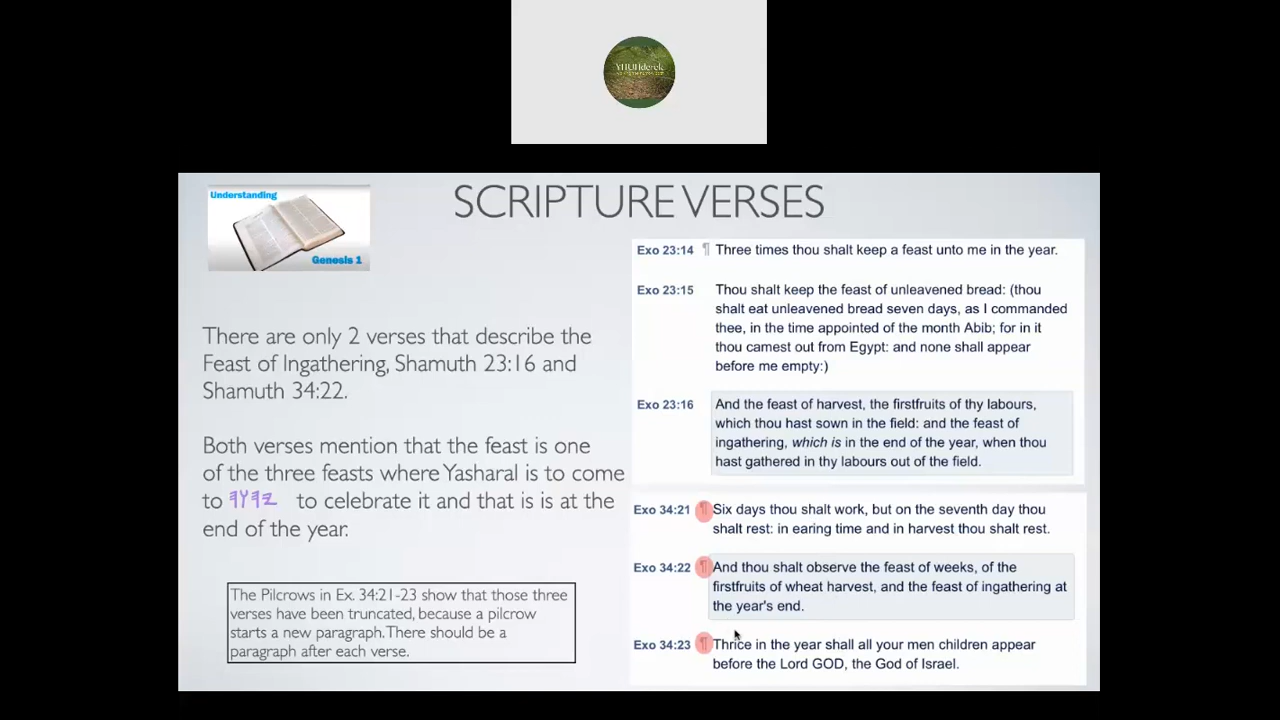 YHUHderek
Understanding
Genesis 1
SCRIPTURE VERSES
There are only 2 verses that describe the
Feast of Ingathering, Shamuth 23:16 and
Shamuth 34:22.
Both verses mention that the feast is one
of the three feasts where Yasharal is to come
to 𐤉𐤄𐤅𐤄 to celebrate it and that is is at the
end of the year.
The Pilcrows in Ex. 34:21-23 show that those three
verses have been truncated, because a pilcrow
starts a new paragraph. There should be a
paragraph after each verse.
Exo 23:14 ¶ Three times thou shalt keep a feast unto me in the year.
Exo 23:15 Thou shalt keep the feast of unleavened bread: (thou
shalt eat unleavened bread seven days, as I commanded
thee, in the time appointed of the month Abib; for in it
thou camest out from Egypt: and none shall appear
before me empty:)
Exo 23:16 And the feast of harvest, the firstfruits of thy labours,
which thou hast sown in the field: and the feast of
ingathering, which is in the end of the year, when thou
hast gathered in thy labours out of the field.
Exo 34:21 ¶ Six days thou shalt work, but on the seventh day thou
shalt rest: in earing time and in harvest thou shalt rest.
Exo 34:22 ¶ And thou shalt observe the feast of weeks, of the
firstfruits of wheat harvest, and the feast of ingathering at
the year's end.
Exo 34:23 ¶ Thrice in the year shall all your men children appear
before the Lord GOD, the God of Israel.